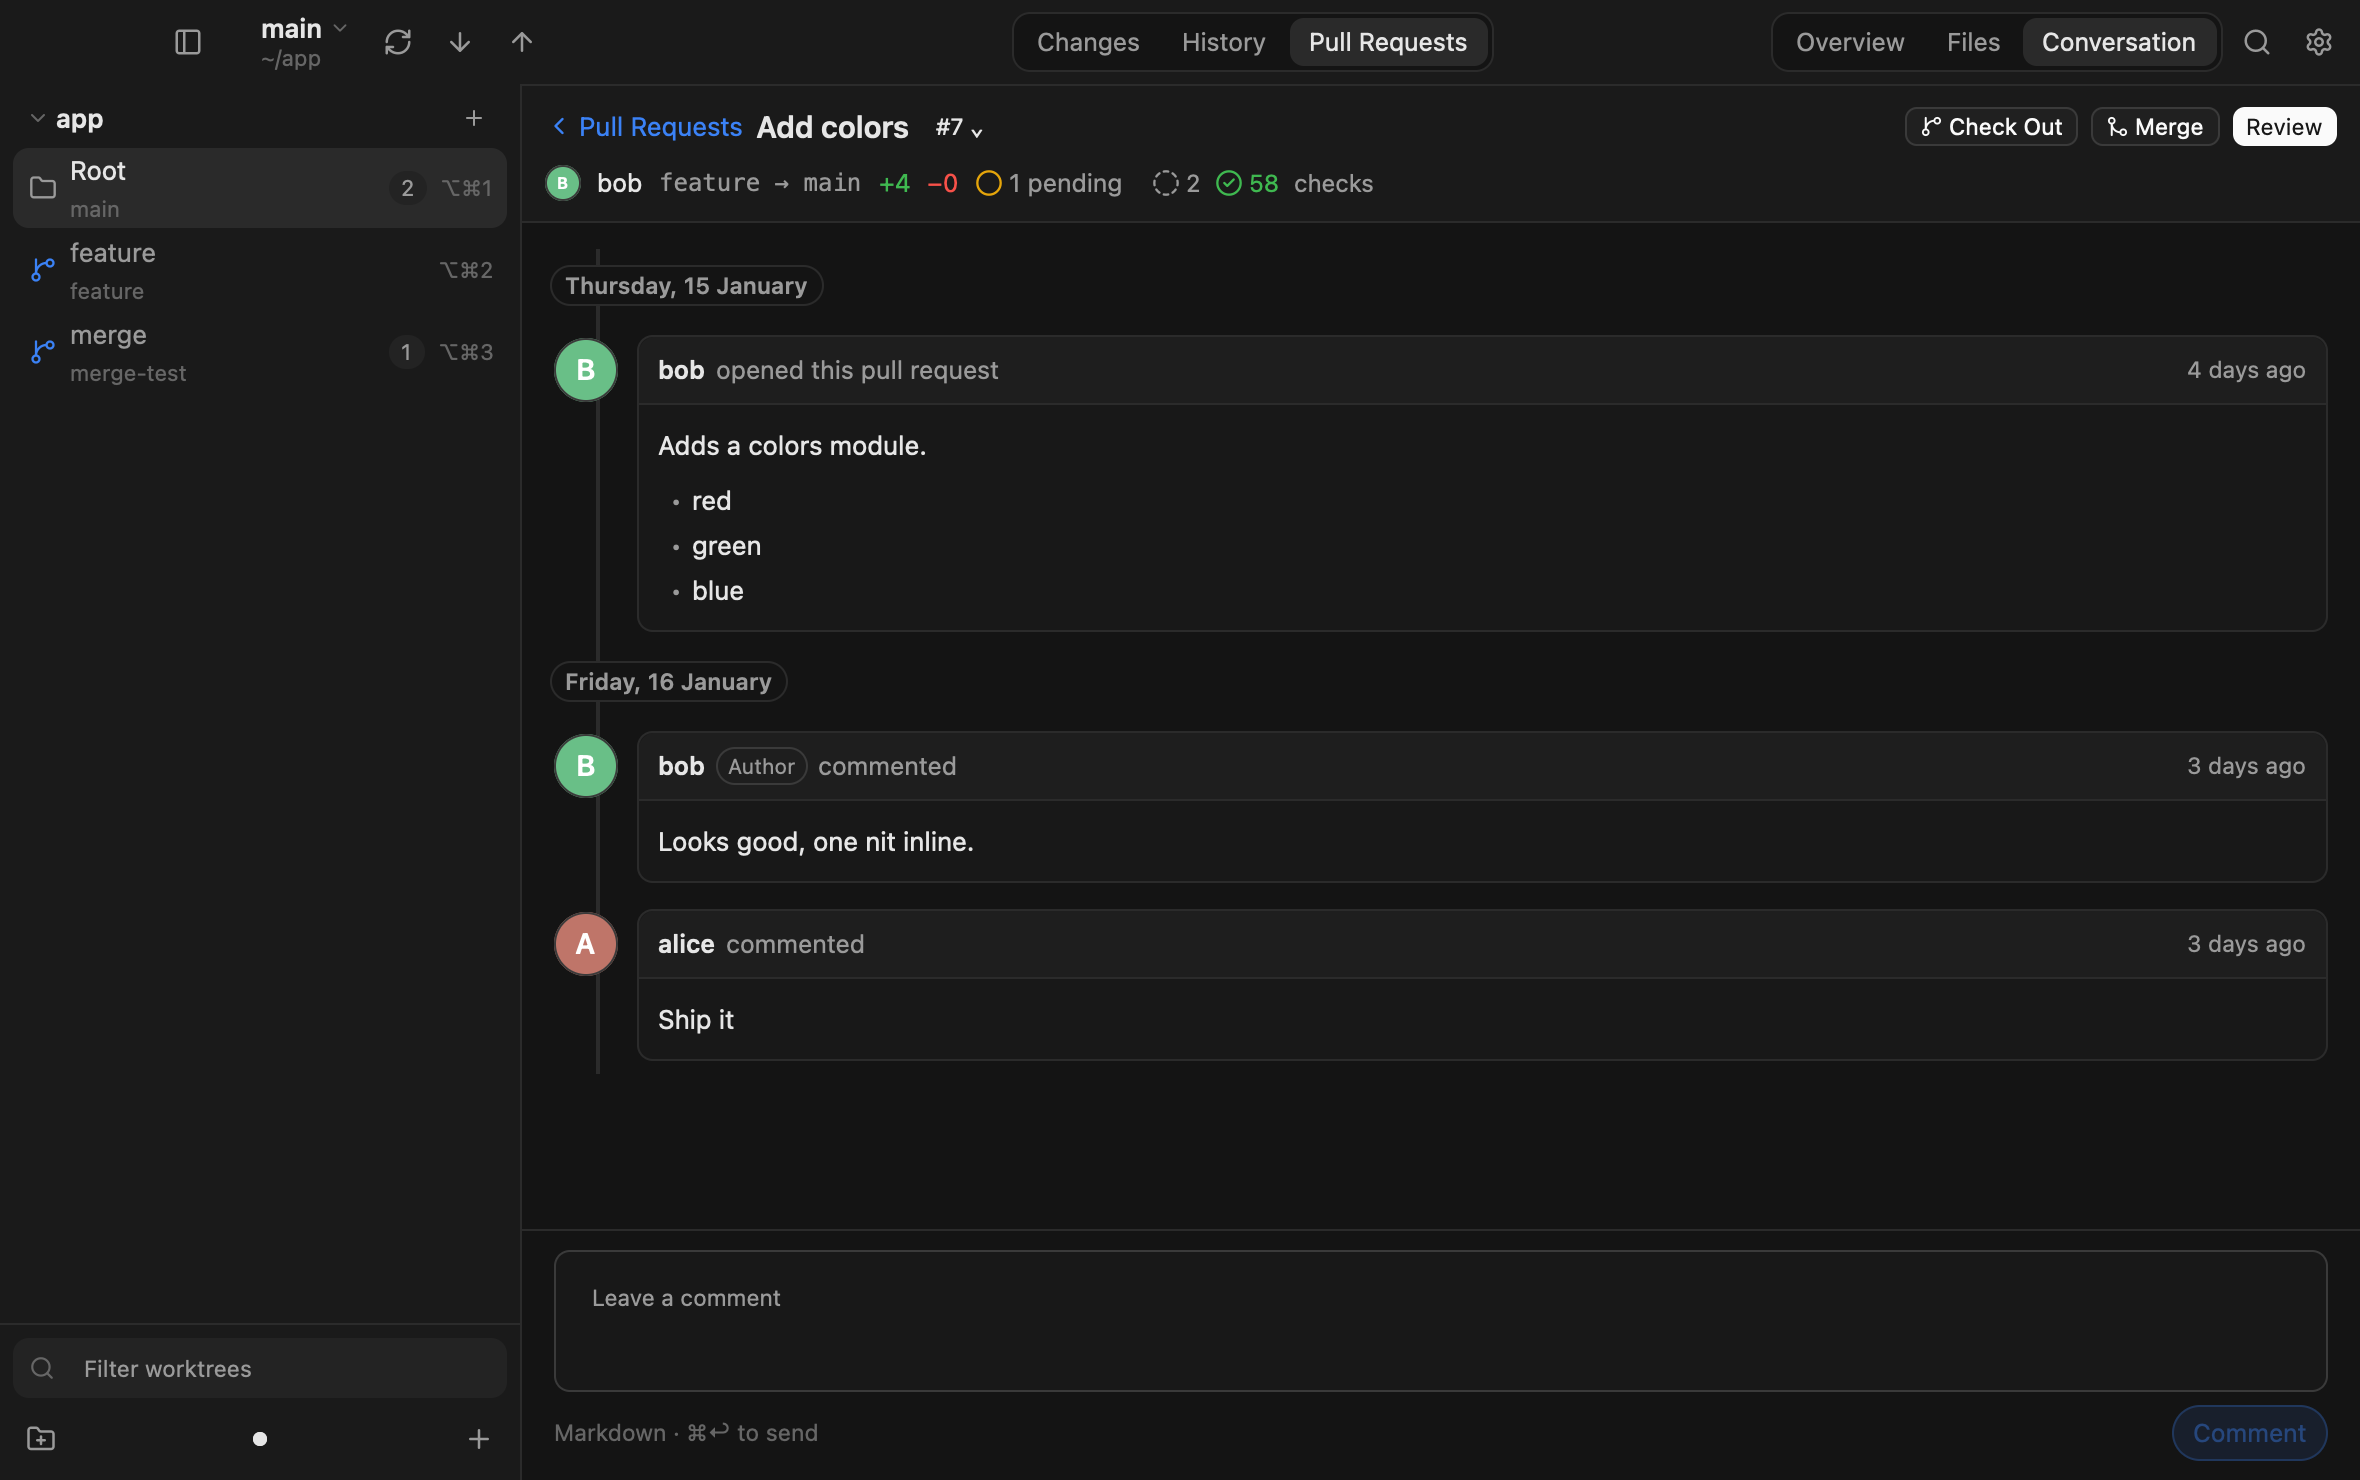 main
~/app
Changes History Pull Requests
Overview Files Conversation
app
Root
main
2 ⌥⌘1
feature
feature
⌥⌘2
merge
merge-test
1 ⌥⌘3
Filter worktrees
Pull Requests Add colors #7
Check Out Merge Review
B bob feature → main +4 −0 1 pending 2 58 checks
Thursday, 15 January
B bob opened this pull request 4 days ago
Adds a colors module.
• red
• green
• blue
Friday, 16 January
B bob Author commented 3 days ago
Looks good, one nit inline.
A alice commented 3 days ago
Ship it
Leave a comment
Markdown · ⌘↩ to send
Comment